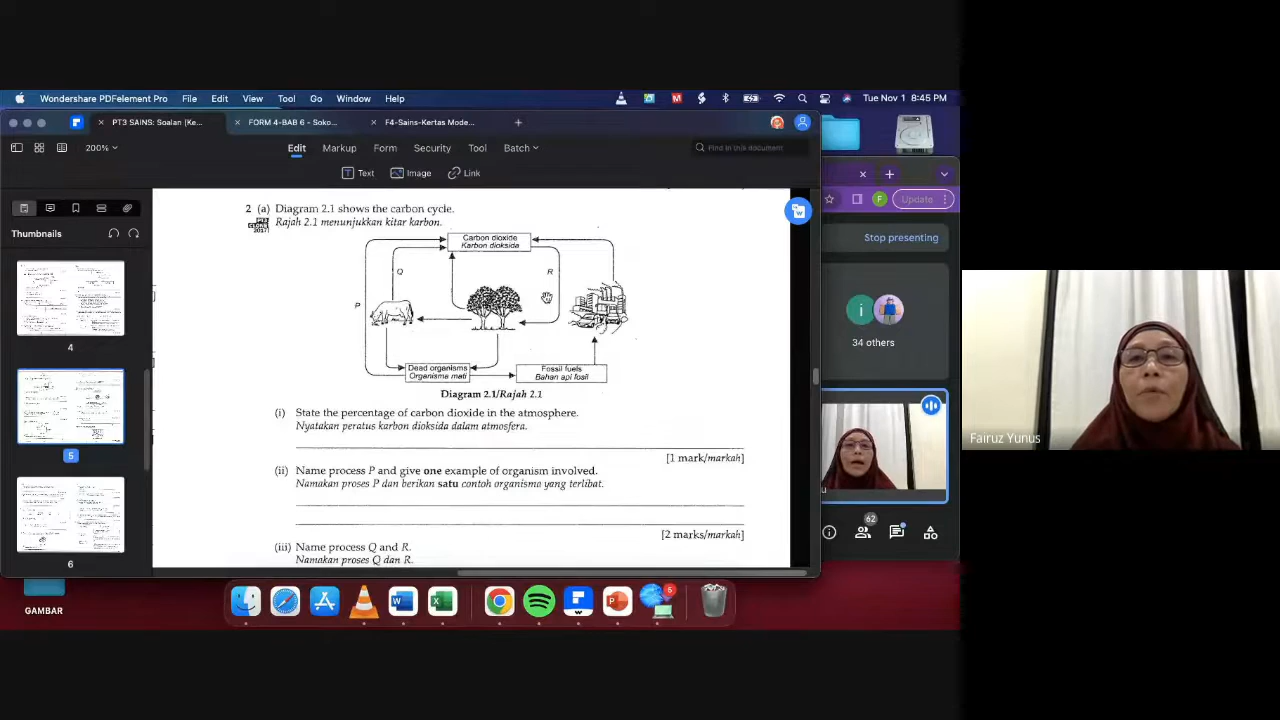 Wondershare PDFelement Pro File Edit View Tool Go Window Help
Tue Nov 1 8:45 PM
PT3 SAINS: Soalan [Ke...
FORM 4-BAB 6 - Soko...
F4-Sains-Kertas Mode...
200%
Edit Markup Form Security Tool Batch
Find in this document
Text Image Link
Thumbnails
4
5
6
2 (a) Diagram 2.1 shows the carbon cycle.
Rajah 2.1 menunjukkan kitar karbon.
Carbon dioxide
Karbon dioksida
Q
R
P
Dead organisms
Organisma mati
Fossil fuels
Bahan api fosil
Diagram 2.1/Rajah 2.1
(i) State the percentage of carbon dioxide in the atmosphere.
Nyatakan peratus karbon dioksida dalam atmosfera.
[1 mark/markah]
(ii) Name process P and give one example of organism involved.
Namakan proses P dan berikan satu contoh organisma yang terlibat.
[2 marks/markah]
(iii) Name process Q and R.
Namakan proses Q dan R.
F
Update
Stop presenting
i
34 others
u
62
GAMBAR
5
Fairuz Yunus